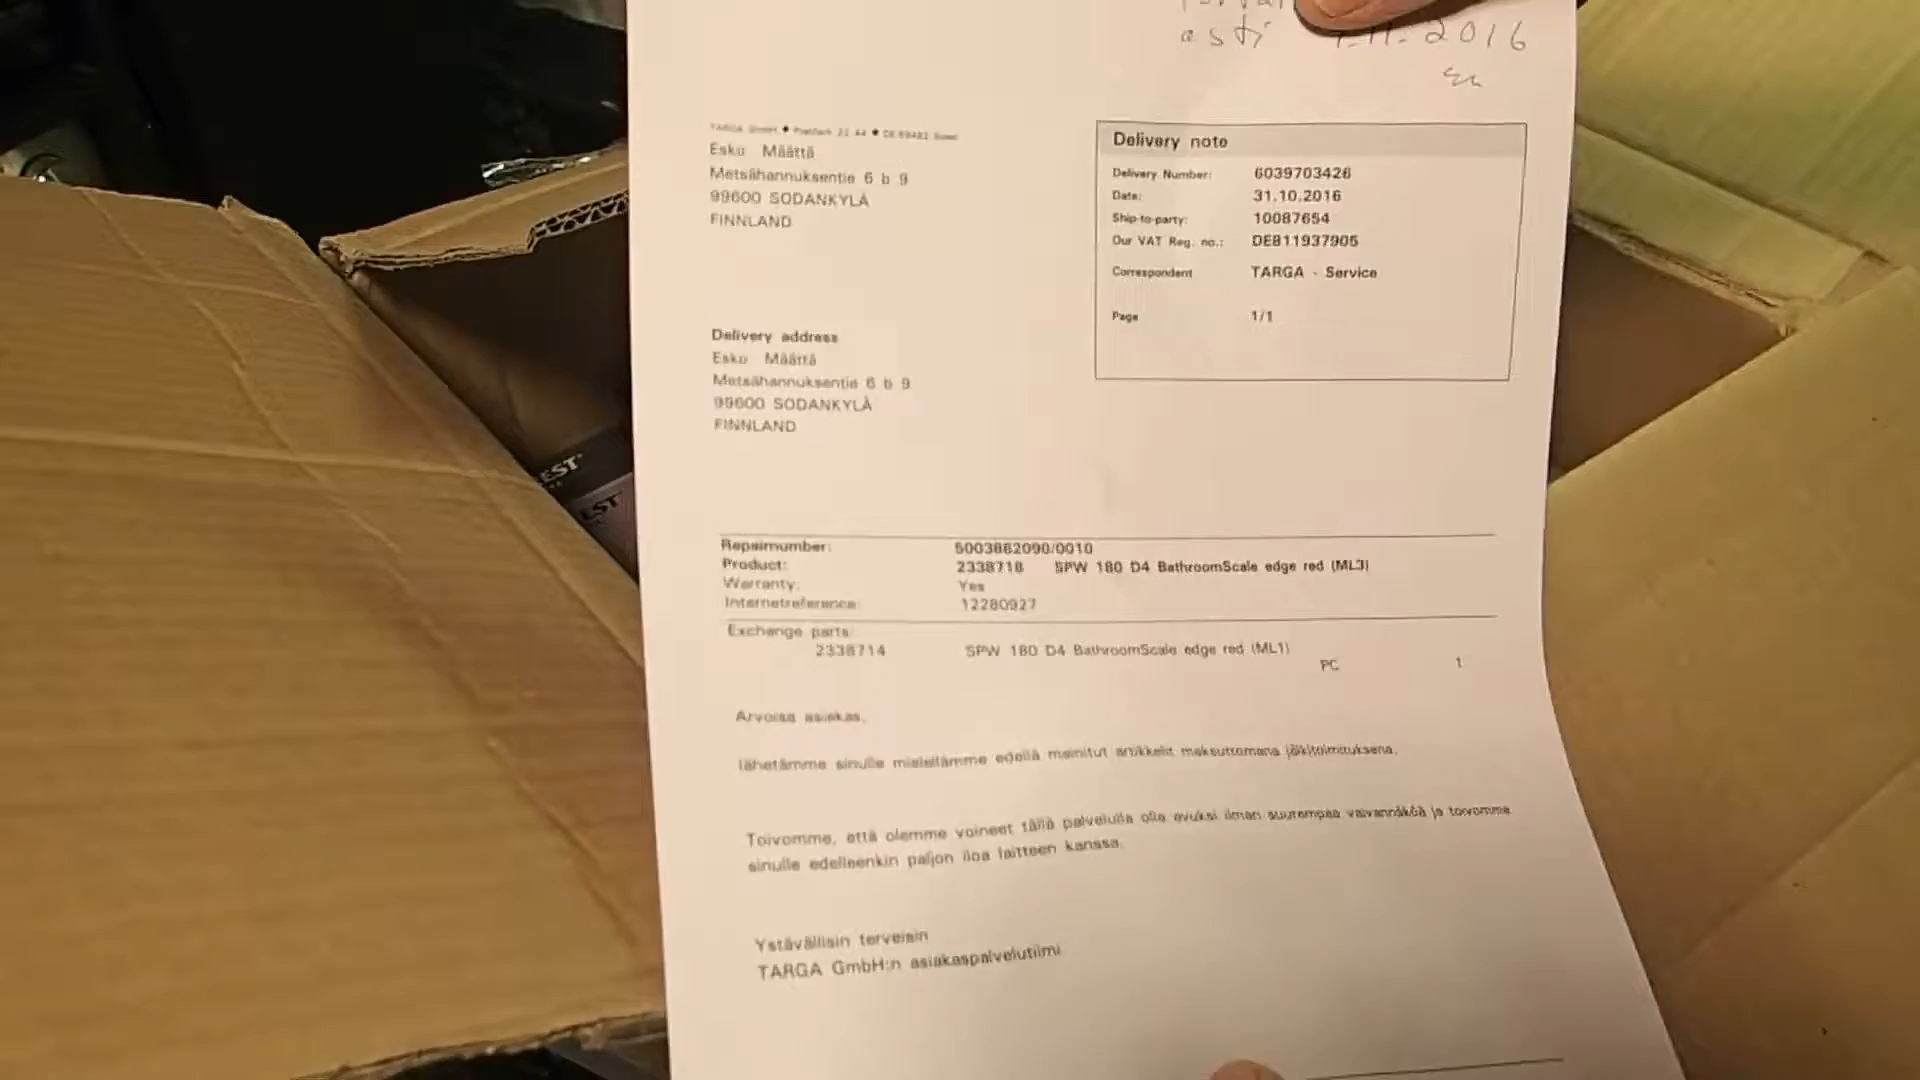 asti 1.11.2016
Esko Määttä
Metsähannuksentie 6 b 9
99600 SODANKYLÄ
FINNLAND
Delivery note
Delivery Number: 6039703426
Date: 31.10.2016
Ship-to-party: 10087654
Our VAT Reg. no.: DE811937905
Correspondent TARGA - Service
Page 1/1
Delivery address
Esko Määttä
Metsähannuksentie 6 b 9
99600 SODANKYLÄ
FINNLAND
EST
EST
Repairnumber: 5003862090/0010
Product: 2338718 SPW 180 D4 BathroomScale edge red (ML3)
Warranty: Yes
Internetreference: 12280927
Exchange parts:
2338714 SPW 180 D4 BathroomScale edge red (ML1)
PC 1
Arvoisa asiakas,
lähetämme sinulle mielellämme edellä mainitut artikkelit maksuttomana (jälki)toimituksena.
Toivomme, että olemme voineet tällä palvelulla olla avuksi ilman suurempaa vaivannäköä ja toivomme
sinulle edelleenkin paljon iloa laitteen kanssa.
Ystävällisin terveisin
TARGA GmbH:n asiakaspalvelutiimi